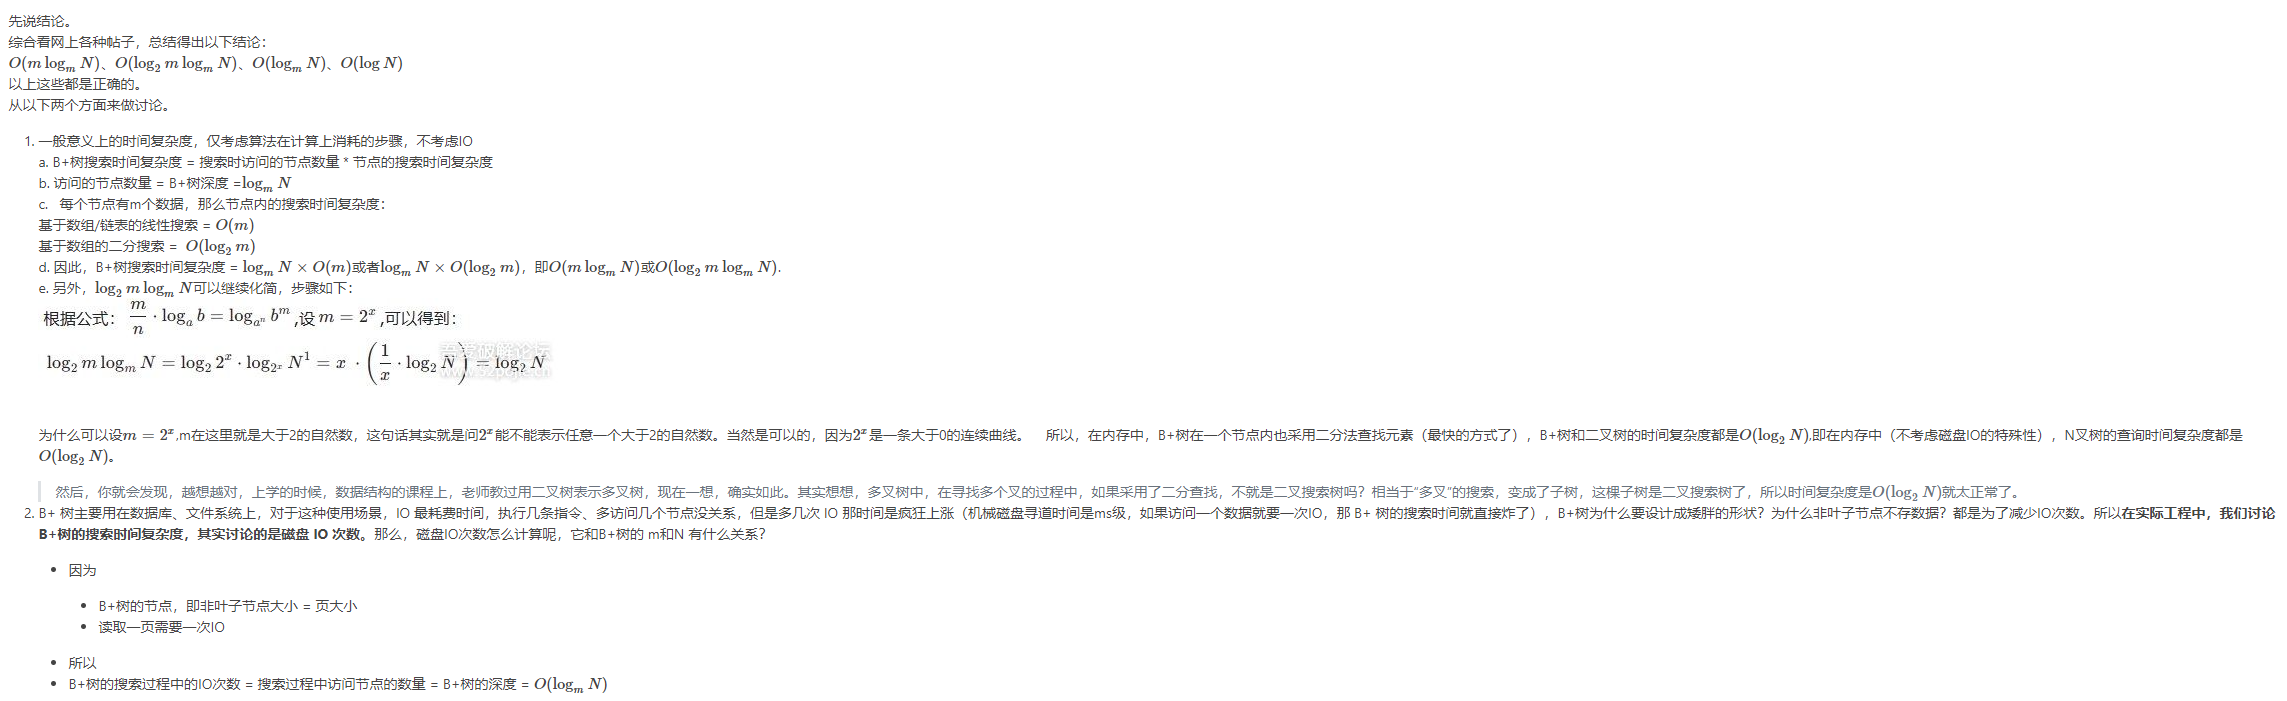 先说结论。
综合看网上各种帖子，总结得出以下结论：
O(m log_m N)、O(log_2 m log_m N)、O(log_m N)、O(log N)
以上这些都是正确的。
从以下两个方面来做讨论。
1. 一般意义上的时间复杂度，仅考虑算法在计算上消耗的步骤，不考虑IO
a. B+树搜索时间复杂度 = 搜索时访问的节点数量 * 节点的搜索时间复杂度
b. 访问的节点数量 = B+树深度 =log_m N
c. 每个节点有m个数据，那么节点内的搜索时间复杂度：
基于数组/链表的线性搜索 = O(m)
基于数组的二分搜索 = O(log_2 m)
d. 因此，B+树搜索时间复杂度 = log_m N × O(m)或者log_m N × O(log_2 m)，即O(m log_m N)或O(log_2 m log_m N).
e. 另外，log_2 m log_m N可以继续化简，步骤如下：
根据公式： m/n · log_a b = log_{a^n} b^m ,设 m = 2^x ,可以得到：
log_2 m log_m N = log_2 2^x · log_{2^x} N^1 = x · (1/x · log_2 N) = log_2 N
吾爱破解论坛
www.52pojie.cn
为什么可以设m = 2^x,m在这里就是大于2的自然数，这句话其实就是问2^x能不能表示任意一个大于2的自然数。当然是可以的，因为2^x是一条大于0的连续曲线。 所以，在内存中，B+树在一个节点内也采用二分法查找元素（最快的方式了），B+树和二叉树的时间复杂度都是O(log_2 N),即在内存中（不考虑磁盘IO的特殊性），N叉树的查询时间复杂度都是
O(log_2 N)。
然后，你就会发现，越想越对，上学的时候，数据结构的课程上，老师教过用二叉树表示多叉树，现在一想，确实如此。其实想想，多叉树中，在寻找多个叉的过程中，如果采用了二分查找，不就是二叉搜索树吗？相当于“多叉”的搜索，变成了子树，这棵子树是二叉搜索树了，所以时间复杂度是O(log_2 N)就太正常了。
2. B+ 树主要用在数据库、文件系统上，对于这种使用场景，IO 最耗费时间，执行几条指令、多访问几个节点没关系，但是多几次 IO 那时间是疯狂上涨（机械磁盘寻道时间是ms级，如果访问一个数据就要一次IO，那 B+ 树的搜索时间就直接炸了），B+树为什么要设计成矮胖的形状？为什么非叶子节点不存数据？都是为了减少IO次数。所以在实际工程中，我们讨论
B+树的搜索时间复杂度，其实讨论的是磁盘 IO 次数。那么，磁盘IO次数怎么计算呢，它和B+树的 m和N 有什么关系？
• 因为
• B+树的节点，即非叶子节点大小 = 页大小
• 读取一页需要一次IO
• 所以
• B+树的搜索过程中的IO次数 = 搜索过程中访问节点的数量 = B+树的深度 = O(log_m N)